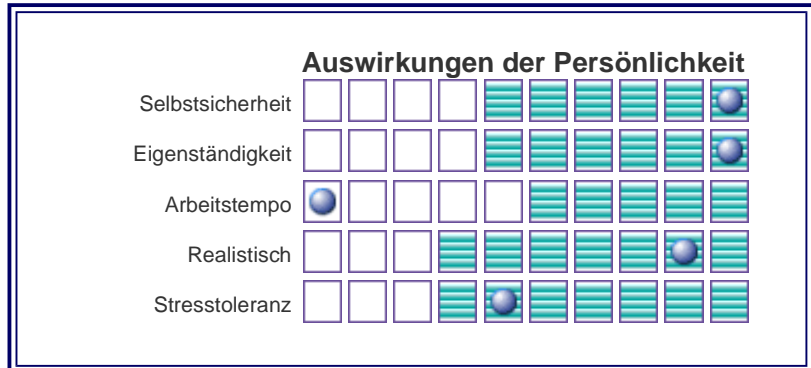 Auswirkungen der Persönlichkeit
Selbstsicherheit
Eigenständigkeit
Arbeitstempo
Realistisch
Stresstoleranz